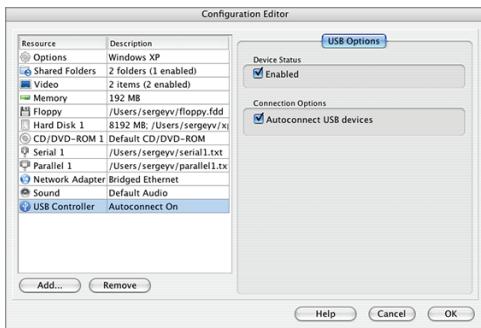 Configuration Editor
Resource Description
Options Windows XP
Shared Folders 2 folders (1 enabled)
Video 2 items (2 enabled)
Memory 192 MB
Floppy /Users/sergeyv/floppy.fdd
Hard Disk 1 8192 MB; /Users/sergeyv/x
CD/DVD-ROM 1 Default CD/DVD-ROM
Serial 1 /Users/sergeyv/serial1.txt
Parallel 1 /Users/sergeyv/parallel1.tx
Network Adapter Bridged Ethernet
Sound Default Audio
USB Controller Autoconnect On
Add... Remove
USB Options
Device Status
Enabled
Connection Options
Autoconnect USB devices
Help Cancel OK